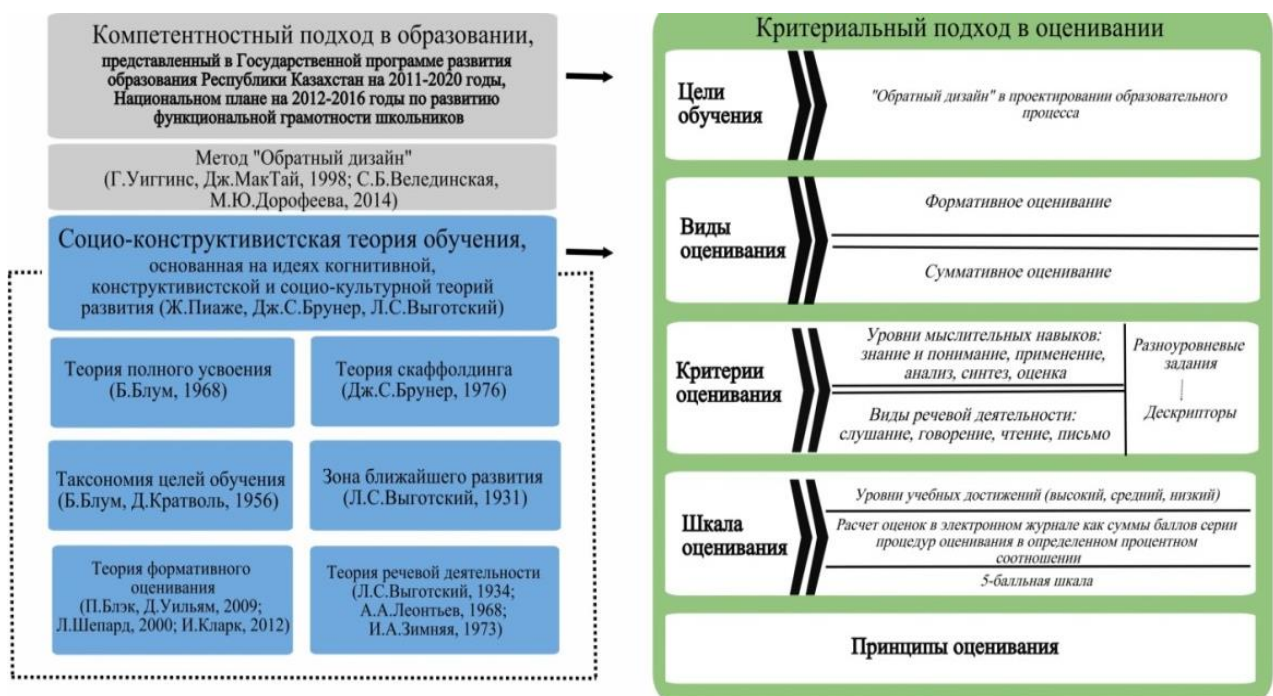 Компетентностный подход в образовании,
представленный в Государственной программе развития
образования Республики Казахстан на 2011-2020 годы,
Национальном плане на 2012-2016 годы по развитию
функциональной грамотности школьников
Метод "Обратный дизайн"
(Г.Уиггинс, Дж.МакТай, 1998; С.Б.Велединская,
М.Ю.Дорофеева, 2014)
Социо-конструктивистская теория обучения,
основанная на идеях когнитивной,
конструктивистской и социо-культурной теорий
развития (Ж.Пиаже, Дж.С.Брунер, Л.С.Выготский)
Теория полного усвоения
(Б.Блум, 1968)
Теория скаффолдинга
(Дж.С.Брунер, 1976)
Таксономия целей обучения
(Б.Блум, Д.Кратволь, 1956)
Зона ближайшего развития
(Л.С.Выготский, 1931)
Теория формативного
оценивания
(П.Блэк, Д.Уильям, 2009;
Л.Шепард, 2000; И.Кларк, 2012)
Теория речевой деятельности
(Л.С.Выготский, 1934;
А.А.Леонтьев, 1968;
И.А.Зимняя, 1973)
Критериальный подход в оценивании
Цели
обучения
"Обратный дизайн" в проектировании образовательного
процесса
Виды
оценивания
Формативное оценивание
Суммативное оценивание
Критерии
оценивания
Уровни мыслительных навыков:
знание и понимание, применение,
анализ, синтез, оценка
Виды речевой деятельности:
слушание, говорение, чтение, письмо
Разноуровневые
задания
Дескрипторы
Шкала
оценивания
Уровни учебных достижений (высокий, средний, низкий)
Расчет оценок в электронном журнале как суммы баллов серии
процедур оценивания в определенном процентном
соотношении
5-балльная шкала
Принципы оценивания